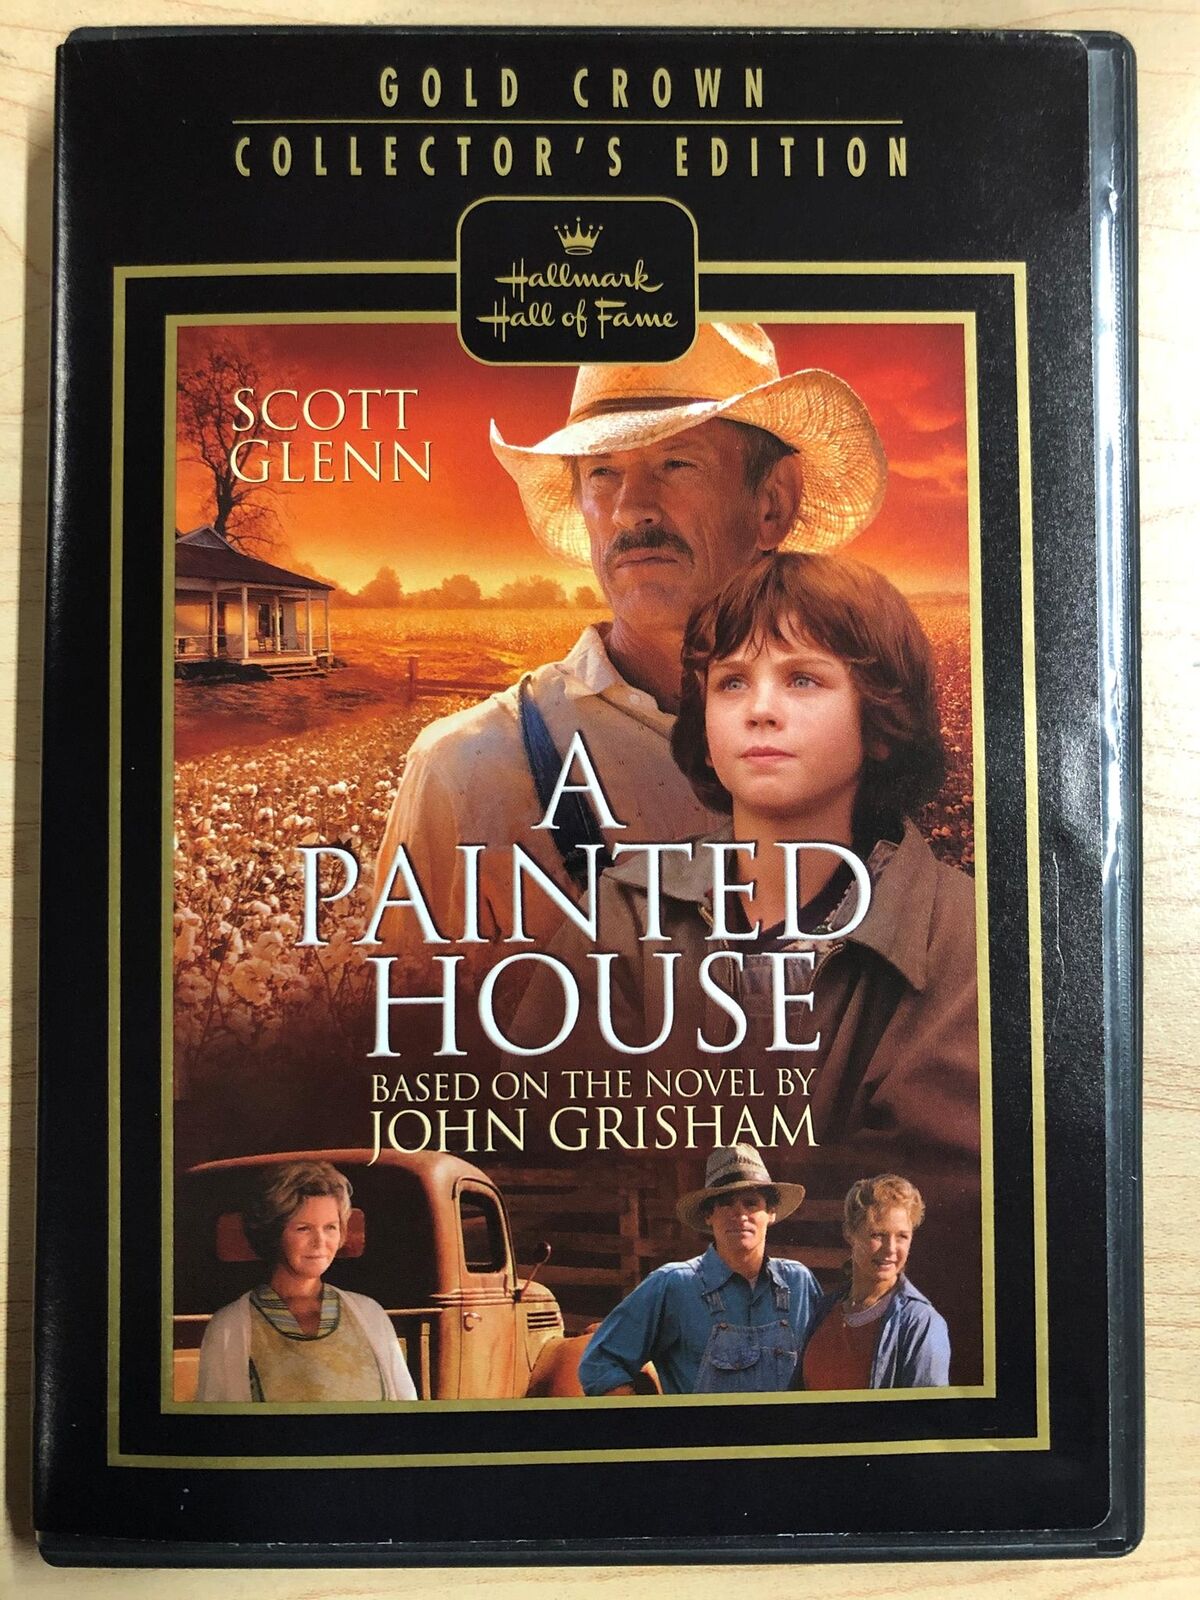 GOLD CROWN
COLLECTOR'S EDITION
Hallmark
Hall of Fame
SCOTT
GLENN
A
PAINTED
HOUSE
BASED ON THE NOVEL BY
JOHN GRISHAM